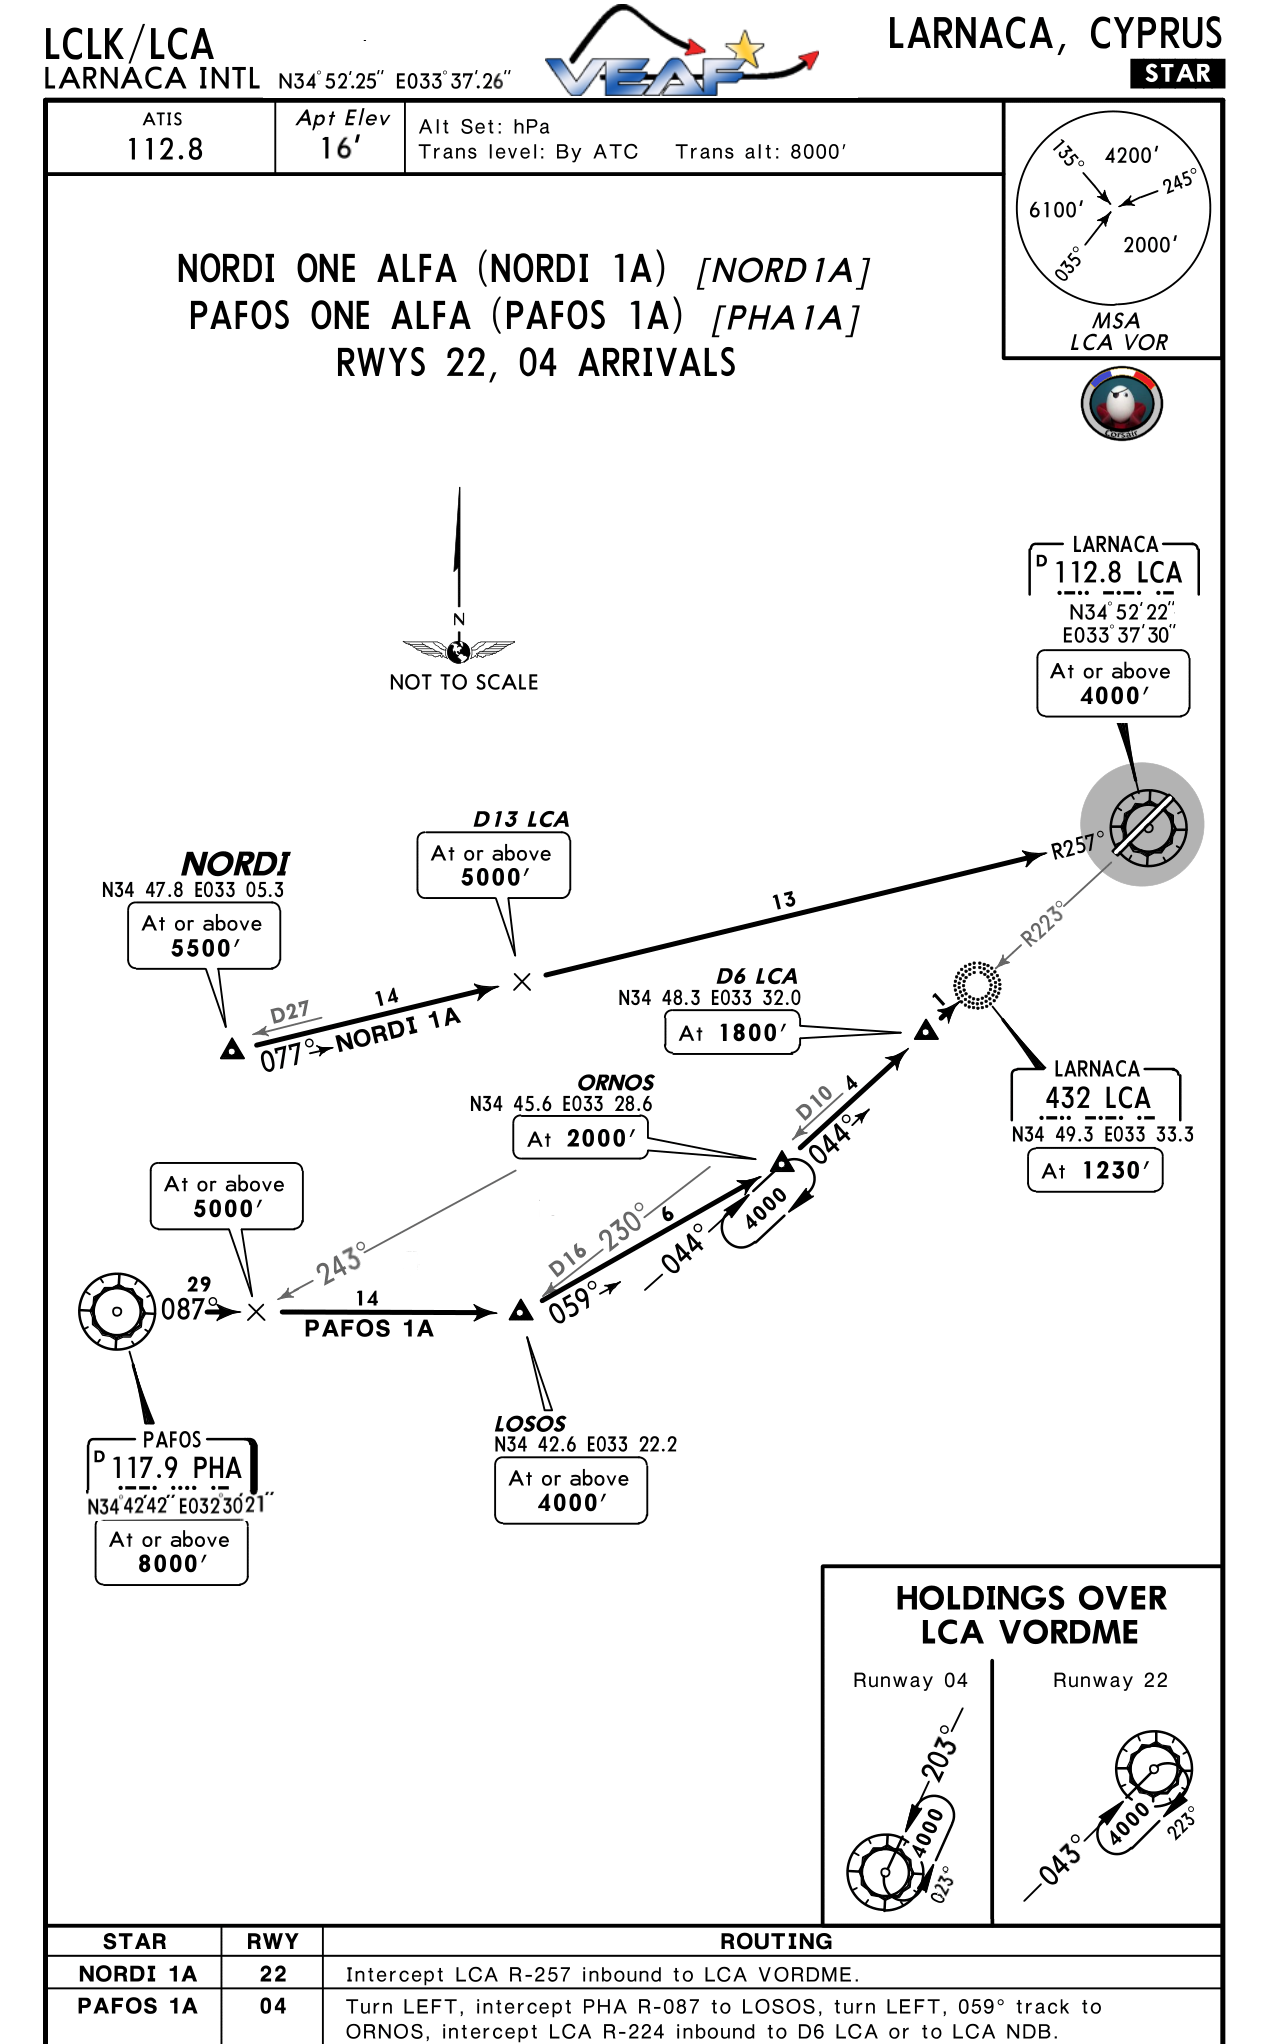 LCLK/LCA
LARNACA INTL N34°52'.25" E033°37'.26"
VEAF
LARNACA, CYPRUS
STAR
ATIS
112.8
Apt Elev
16'
Alt Set: hPa
Trans level: By ATC Trans alt: 8000'
135°
4200'
245°
6100'
2000'
035°
MSA
LCA VOR
NORDI ONE ALFA (NORDI 1A) [NORD1A]
PAFOS ONE ALFA (PAFOS 1A) [PHA1A]
RWYS 22, 04 ARRIVALS
Corsair
N
NOT TO SCALE
LARNACA
D 112.8 LCA
N34°52'22"
E033°37'30"
At or above
4000'
D13 LCA
At or above
5000'
NORDI
N34 47.8 E033 05.3
At or above
5500'
R257°
13
R223°
D27
14
077°
NORDI 1A
D6 LCA
N34 48.3 E033 32.0
At 1800'
1
LARNACA
432 LCA
N34 49.3 E033 33.3
At 1230'
ORNOS
N34 45.6 E033 28.6
At 2000'
D10
4
044°
4000
At or above
5000'
243°
D16
230°
6
059°
044°
29
087°
14
PAFOS 1A
LOSOS
N34 42.6 E033 22.2
At or above
4000'
PAFOS
D 117.9 PHA
N34°42'42" E032°30'21"
At or above
8000'
HOLDINGS OVER
LCA VORDME
Runway 04
203°
4000
023°
Runway 22
043°
4000
223°
STAR RWY ROUTING
NORDI 1A 22 Intercept LCA R-257 inbound to LCA VORDME.
PAFOS 1A 04 Turn LEFT, intercept PHA R-087 to LOSOS, turn LEFT, 059° track to
ORNOS, intercept LCA R-224 inbound to D6 LCA or to LCA NDB.